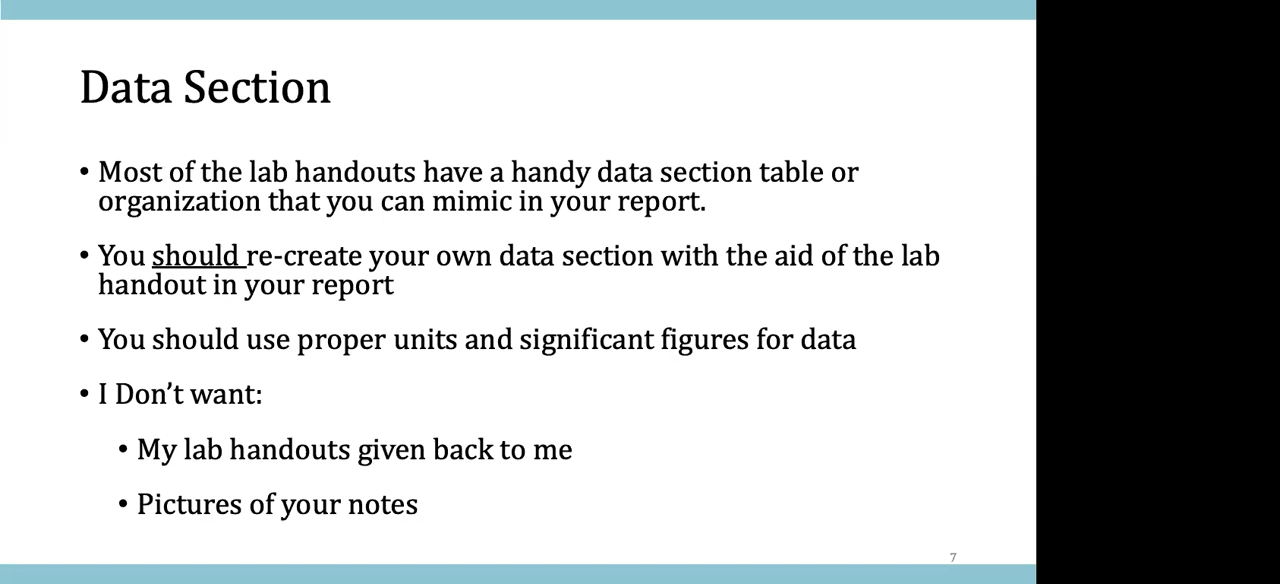 Data Section
• Most of the lab handouts have a handy data section table or
organization that you can mimic in your report.
• You should re-create your own data section with the aid of the lab
handout in your report
• You should use proper units and significant figures for data
• I Don’t want:
• My lab handouts given back to me
• Pictures of your notes
7